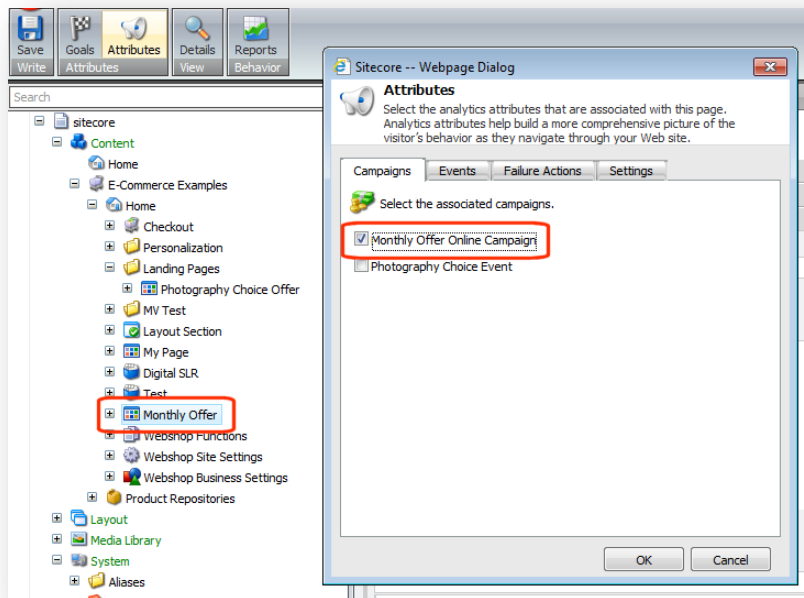 Save
Goals
Attributes
Details
Reports
Write
Attributes
View
Behavior
Search
sitecore
Content
Home
E-Commerce Examples
Home
Checkout
Personalization
Landing Pages
Photography Choice Offer
MV Test
Layout Section
My Page
Digital SLR
Test
Monthly Offer
Webshop Functions
Webshop Site Settings
Webshop Business Settings
Product Repositories
Layout
Media Library
System
Aliases
Sitecore -- Webpage Dialog
Attributes
Select the analytics attributes that are associated with this page.
Analytics attributes help build a more comprehensive picture of the
visitor's behavior as they navigate through your Web site.
Campaigns
Events
Failure Actions
Settings
Select the associated campaigns.
Monthly Offer Online Campaign
Photography Choice Event
OK
Cancel